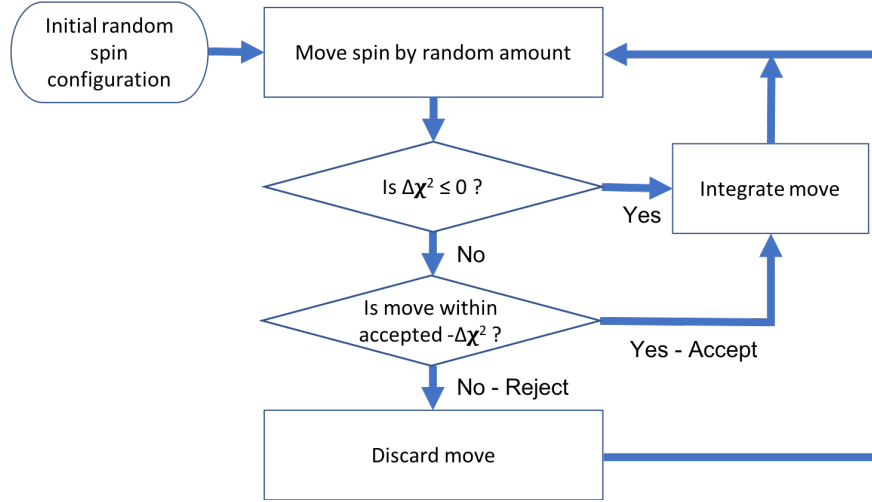 Initial random
spin
configuration
Move spin by random amount
Is Δχ² ≤ 0 ?
Yes
Integrate move
No
Is move within
accepted -Δχ² ?
Yes - Accept
No - Reject
Discard move